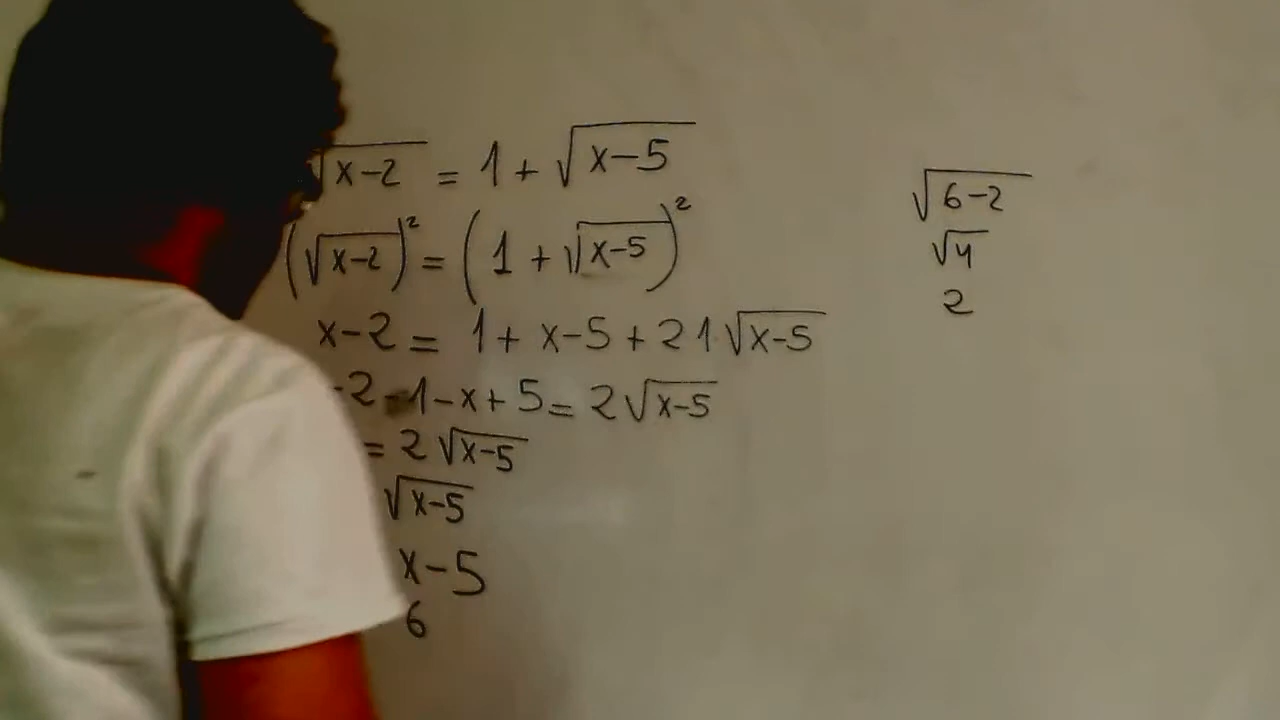 √x-2 = 1 + √x-5
(√x-2)² = (1 + √x-5)²
x-2 = 1 + x-5 + 2 1 √x-5
-2-1-x+5 = 2√x-5
= 2√x-5
√x-5
x-5
6
√6-2
√4
2